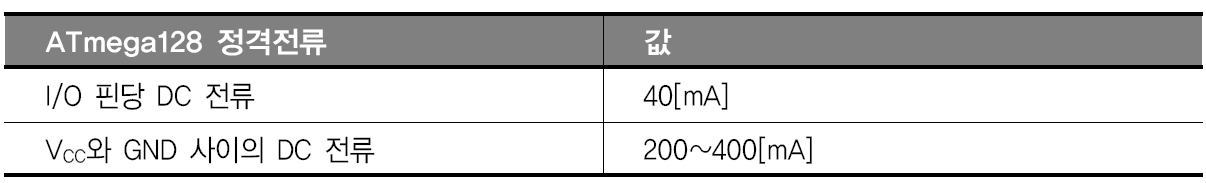 ATmega128 정격전류 값
I/O 핀당 DC 전류 40[mA]
VCC와 GND 사이의 DC 전류 200~400[mA]